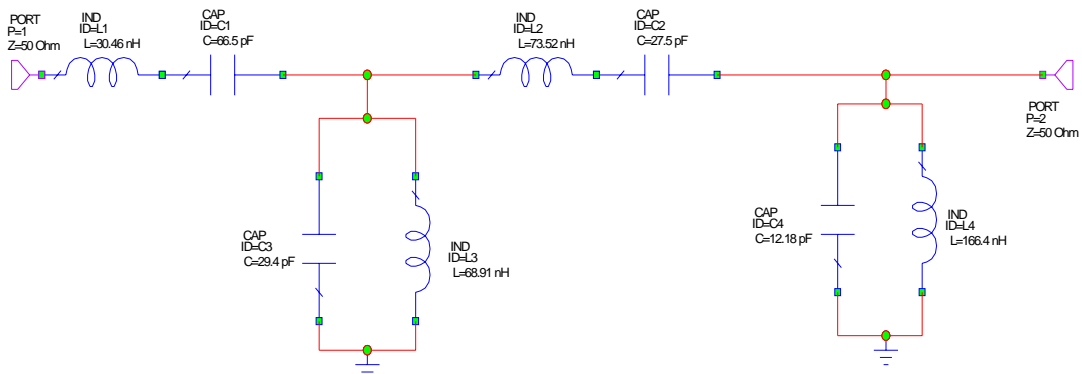 PORT
P=1
Z=50 Ohm
IND
ID=L1
L=30.46 nH
CAP
ID=C1
C=66.5 pF
IND
ID=L2
L=73.52 nH
CAP
ID=C2
C=27.5 pF
PORT
P=2
Z=50 Ohm
CAP
ID=C3
C=29.4 pF
IND
ID=L3
L=68.91 nH
CAP
ID=C4
C=12.18 pF
IND
ID=L4
L=166.4 nH